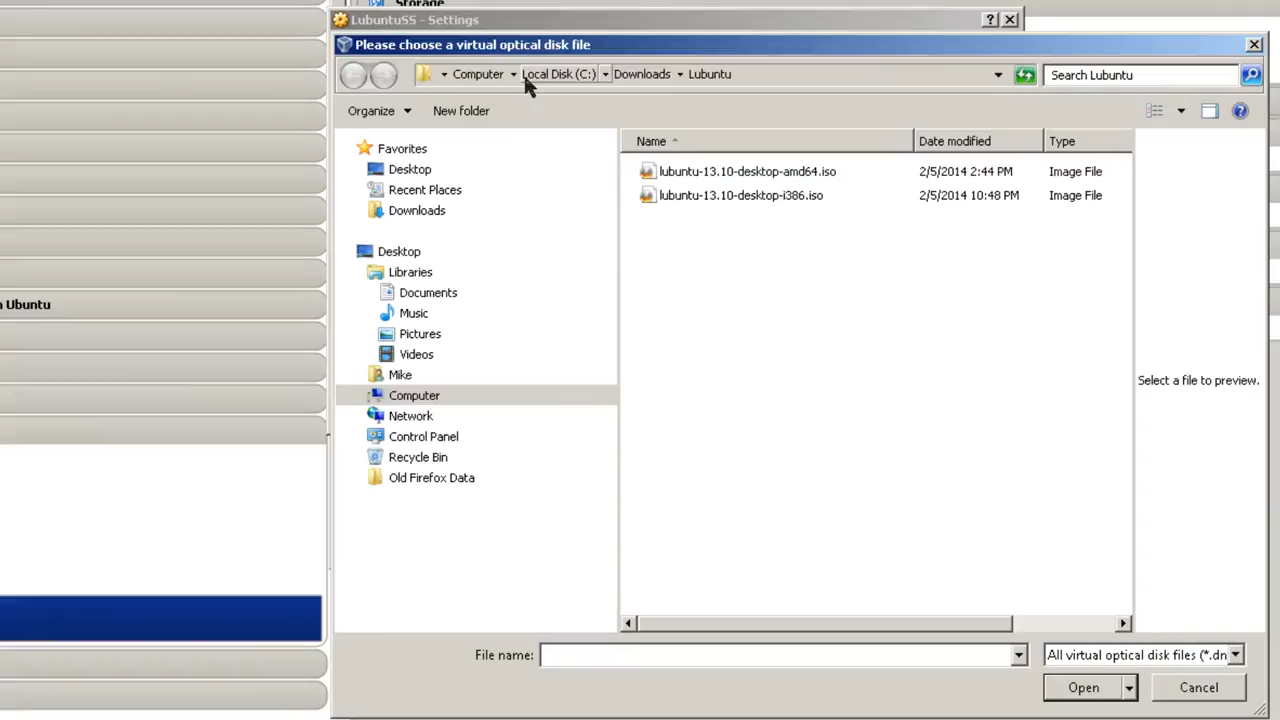 Storage
LubuntuSS - Settings
Please choose a virtual optical disk file
Computer Local Disk (C:) Downloads Lubuntu
Search Lubuntu
Organize New folder
Name Date modified Type
lubuntu-13.10-desktop-amd64.iso 2/5/2014 2:44 PM Image File
lubuntu-13.10-desktop-i386.iso 2/5/2014 10:48 PM Image File
Favorites
Desktop
Recent Places
Downloads
Desktop
Libraries
Documents
Music
Pictures
Videos
Mike
Computer
Network
Control Panel
Recycle Bin
Old Firefox Data
Ubuntu
Select a file to preview.
File name:
All virtual optical disk files (*.dn
Open Cancel